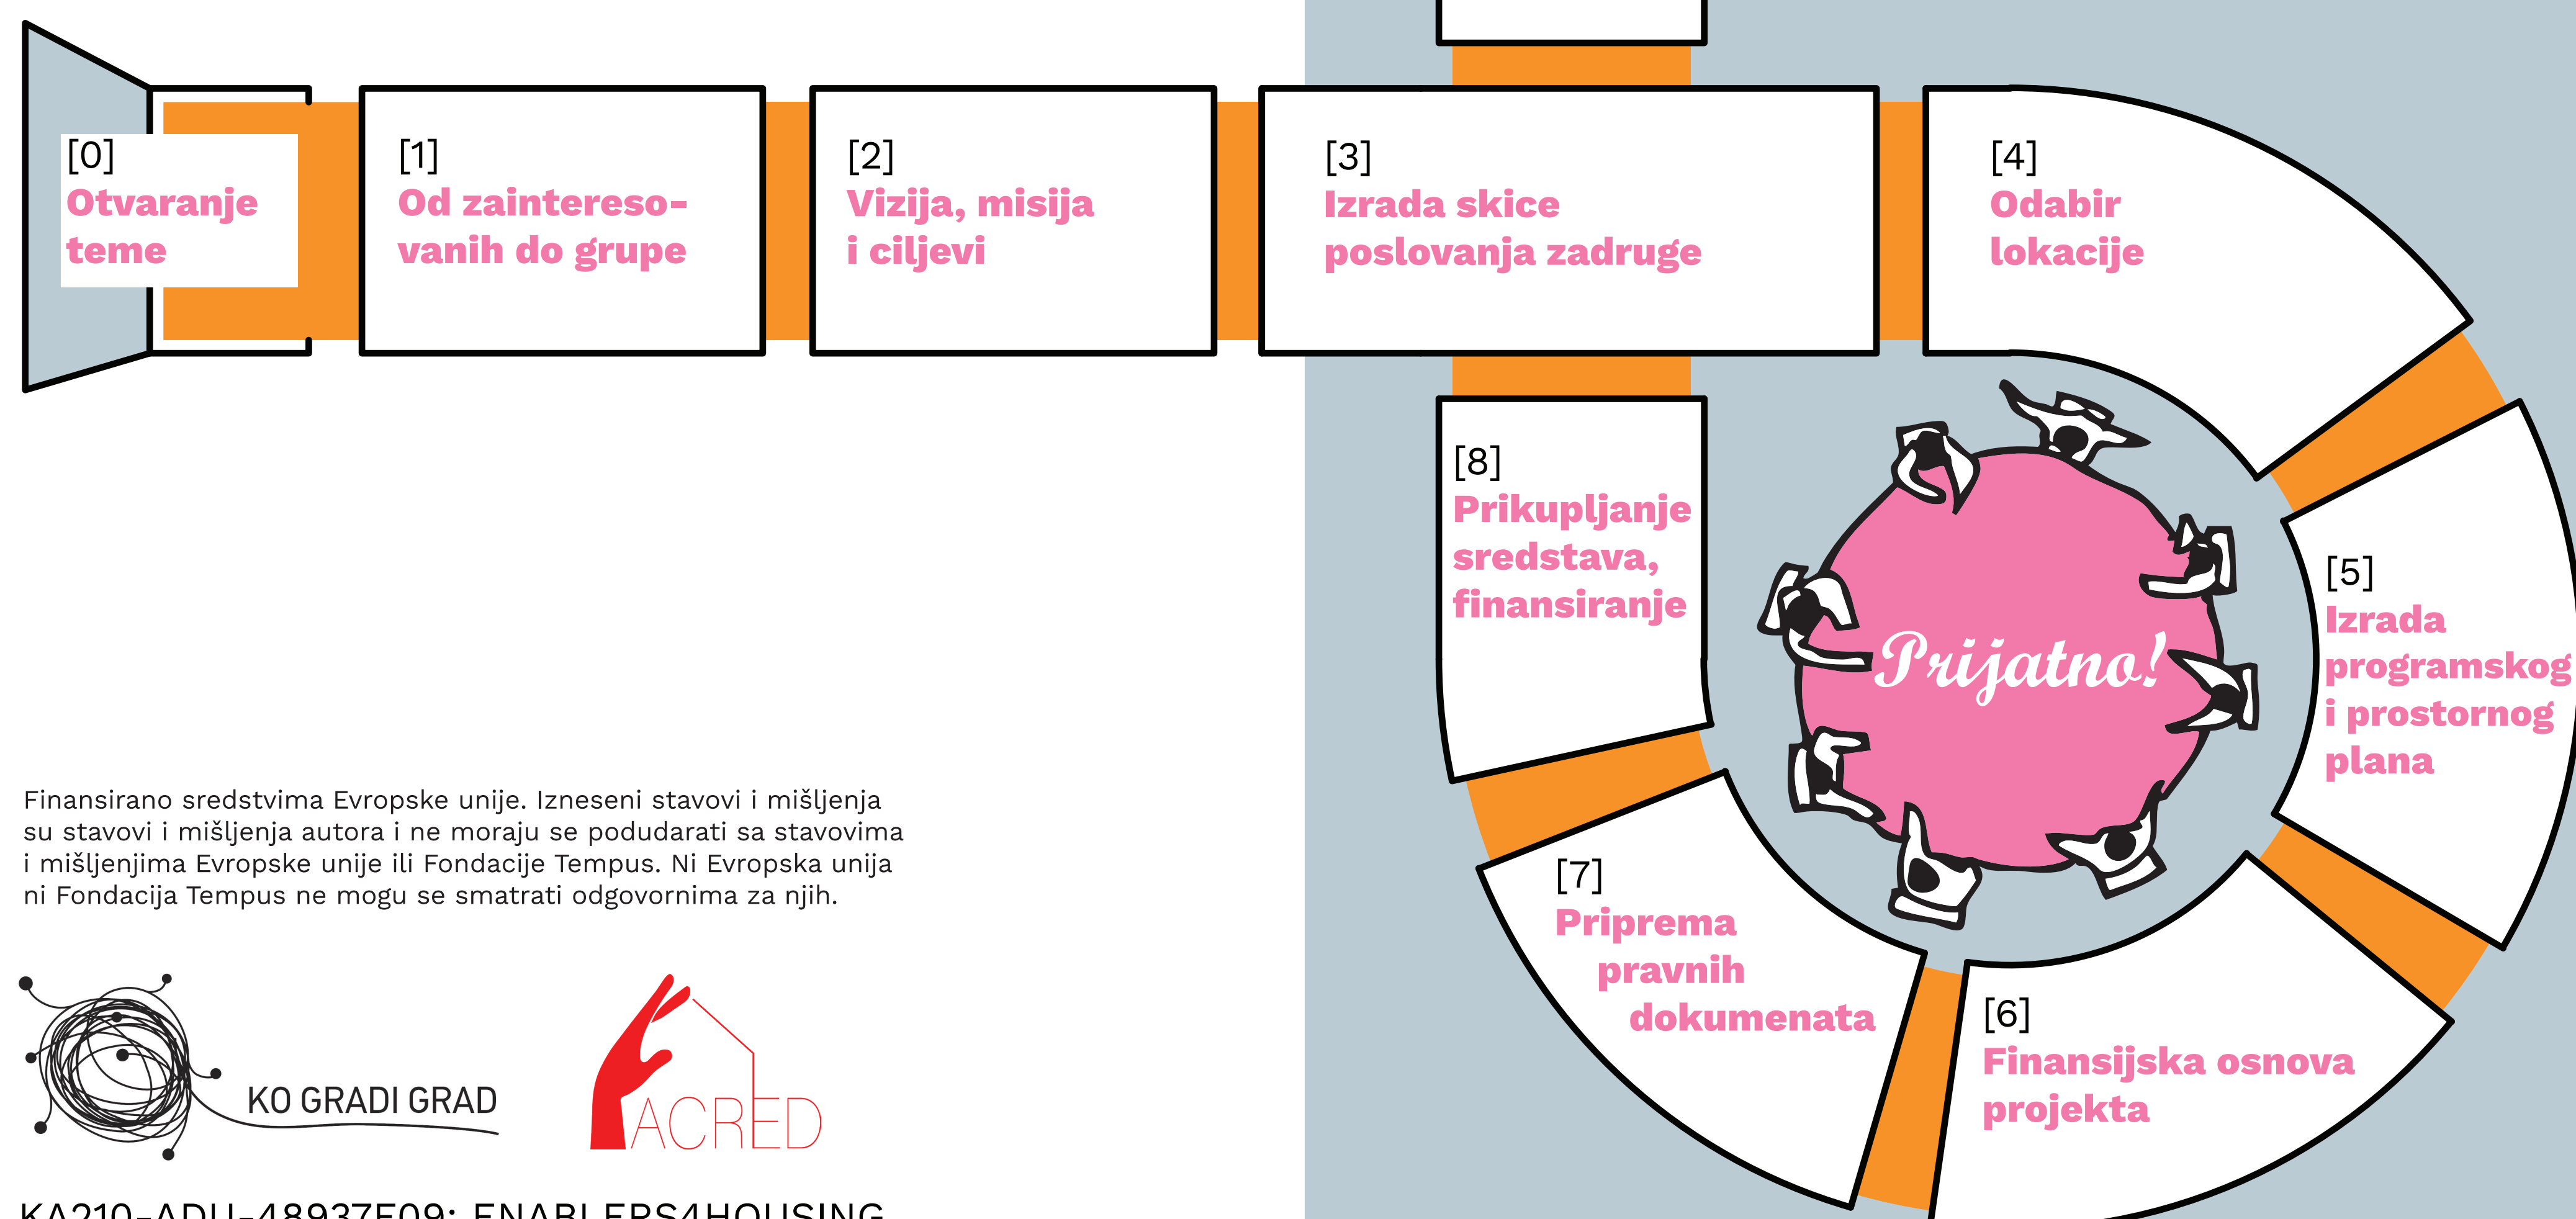 [0]
Otvaranje
teme
[1]
Od zaintereso-
vanih do grupe
[2]
Vizija, misija
i ciljevi
[3]
Izrada skice
poslovanja zadruge
[4]
Odabir
lokacije
[5]
Izrada
programskog
i prostornog
plana
[6]
Finansijska osnova
projekta
[7]
Priprema
pravnih
dokumenata
[8]
Prikupljanje
sredstava,
finansiranje
Prijatno!
Finansirano sredstvima Evropske unije. Izneseni stavovi i mišljenja
su stavovi i mišljenja autora i ne moraju se podudarati sa stavovima
i mišljenjima Evropske unije ili Fondacije Tempus. Ni Evropska unija
ni Fondacija Tempus ne mogu se smatrati odgovornima za njih.
KO GRADI GRAD
ACRED
KA210-ADU-48937E09: ENABLERS4HOUSING